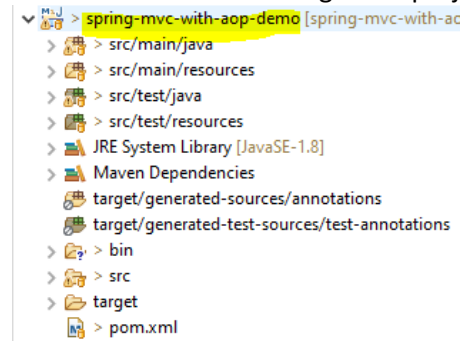 > spring-mvc-with-aop-demo [spring-mvc-with-ao
> src/main/java
> src/main/resources
> src/test/java
> src/test/resources
JRE System Library [JavaSE-1.8]
Maven Dependencies
target/generated-sources/annotations
target/generated-test-sources/test-annotations
> bin
> src
target
> pom.xml